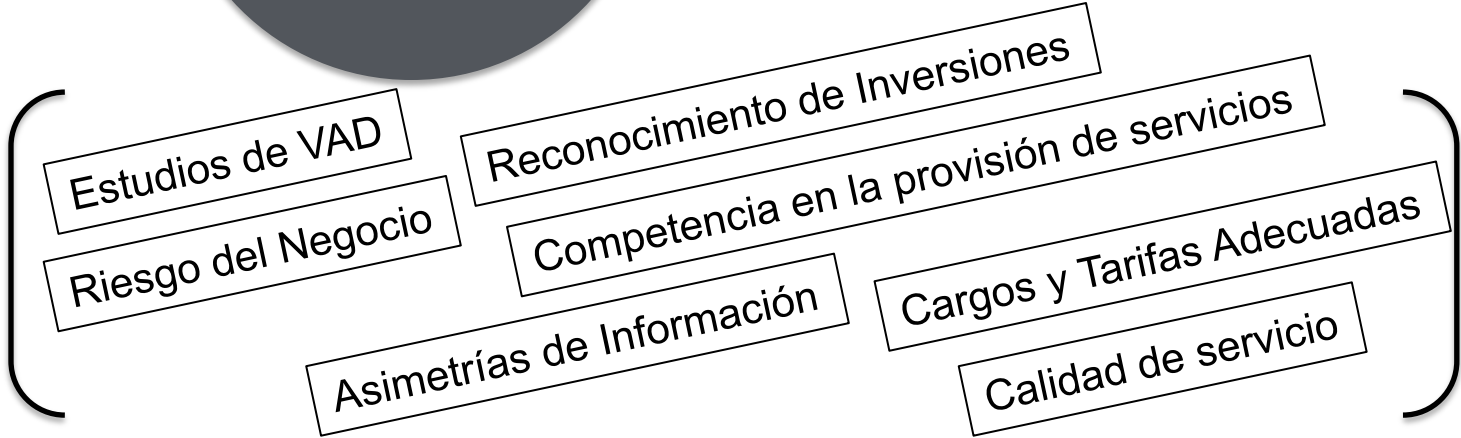 Estudios de VAD
Reconocimiento de Inversiones
Riesgo del Negocio
Competencia en la provisión de servicios
Cargos y Tarifas Adecuadas
Asimetrías de Información
Calidad de servicio